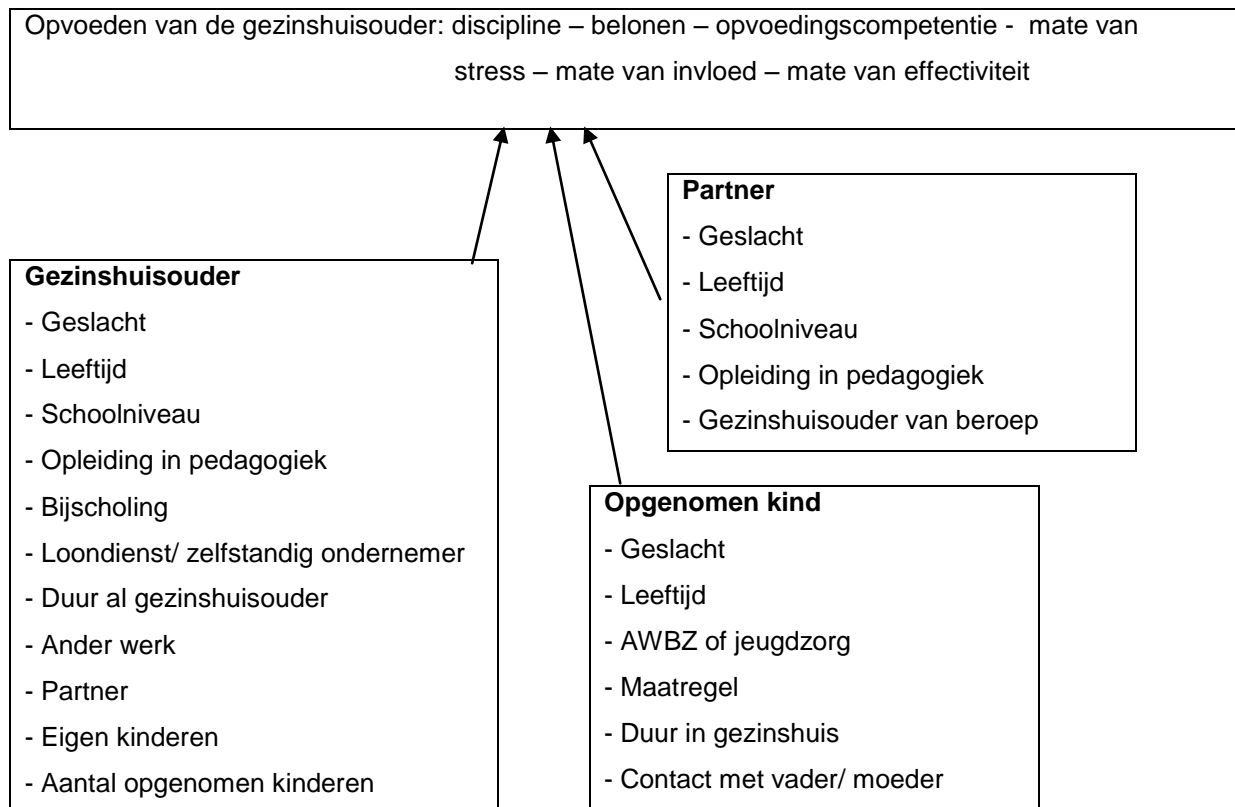 Opvoeden van de gezinshuisouder: discipline – belonen – opvoedingscompetentie - mate van
stress – mate van invloed – mate van effectiviteit
Partner
- Geslacht
- Leeftijd
- Schoolniveau
- Opleiding in pedagogiek
- Gezinshuisouder van beroep
Gezinshuisouder
- Geslacht
- Leeftijd
- Schoolniveau
- Opleiding in pedagogiek
- Bijscholing
- Loondienst/ zelfstandig ondernemer
- Duur al gezinshuisouder
- Ander werk
- Partner
- Eigen kinderen
- Aantal opgenomen kinderen
Opgenomen kind
- Geslacht
- Leeftijd
- AWBZ of jeugdzorg
- Maatregel
- Duur in gezinshuis
- Contact met vader/ moeder